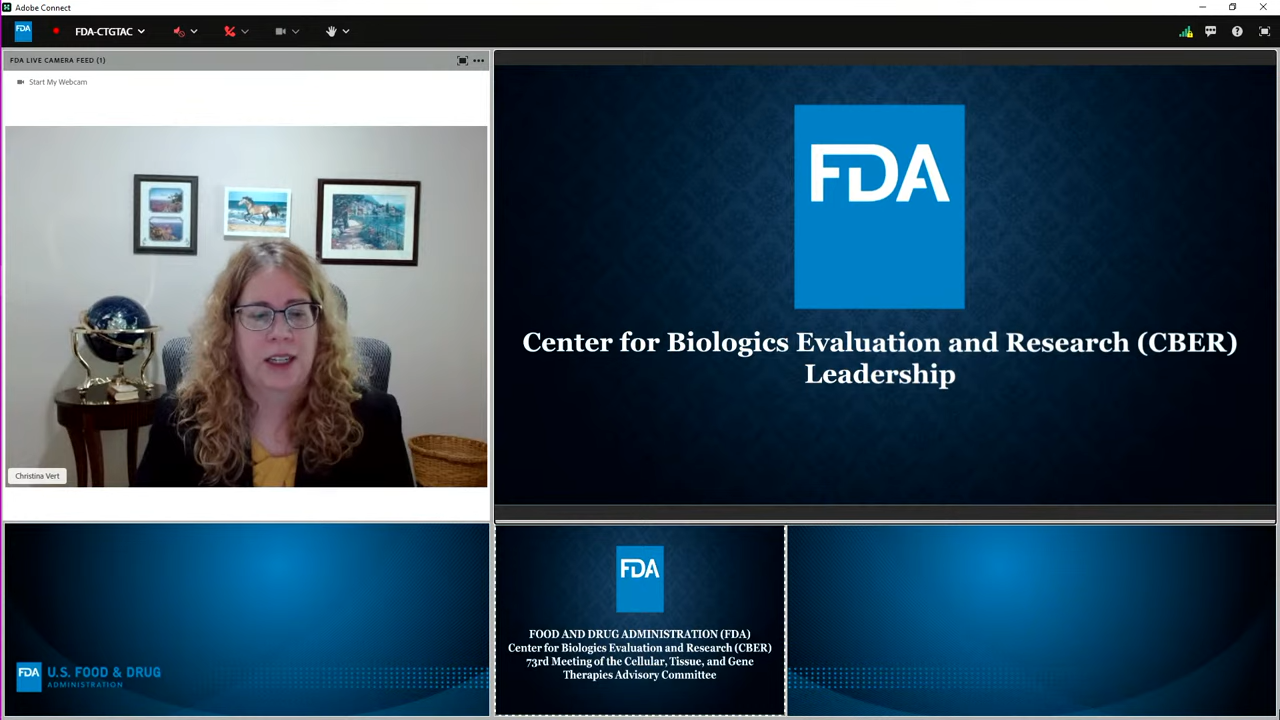 Adobe Connect
FDA
FDA-CTGTAC
FDA LIVE CAMERA FEED (1)
Start My Webcam
Christina Vert
FDA
Center for Biologics Evaluation and Research (CBER)
Leadership
FDA
U.S. FOOD & DRUG
ADMINISTRATION
FDA
FOOD AND DRUG ADMINISTRATION (FDA)
Center for Biologics Evaluation and Research (CBER)
73rd Meeting of the Cellular, Tissue, and Gene
Therapies Advisory Committee